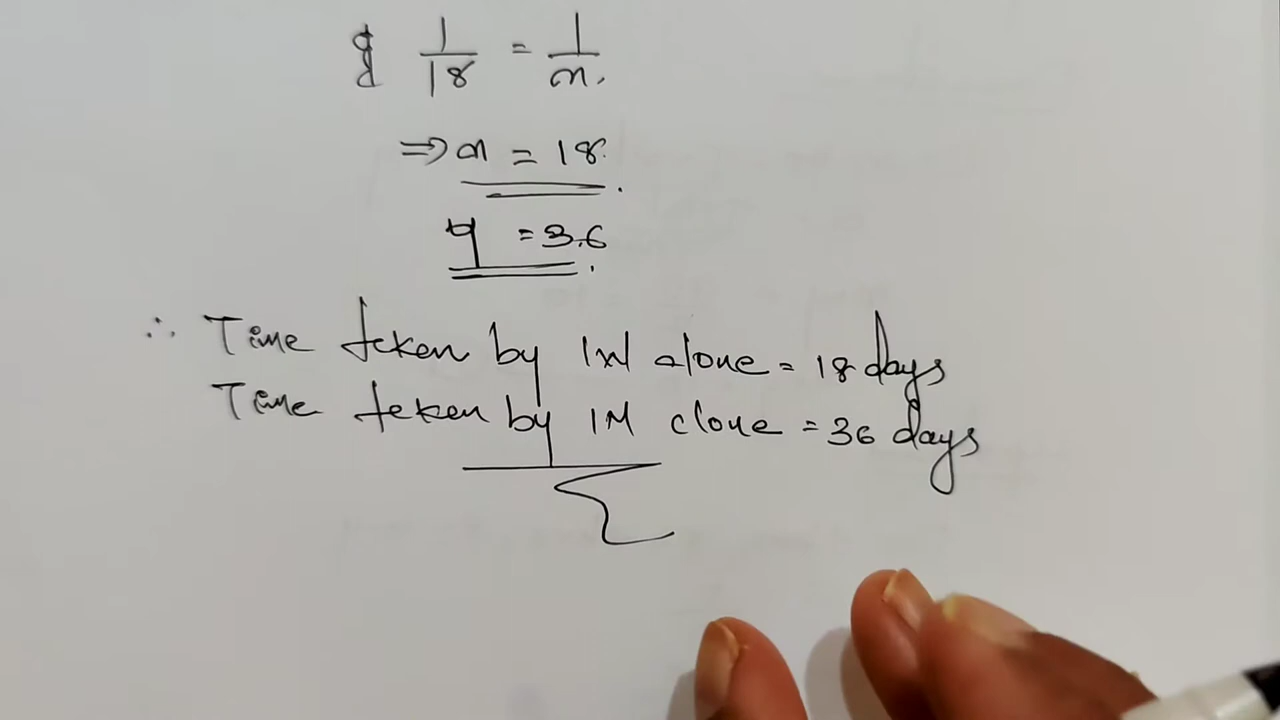 & 1/18 = 1/x.
⇒ x = 18.
y = 36.
∴ Time taken by 1W alone = 18 days
Time taken by 1M alone = 36 days